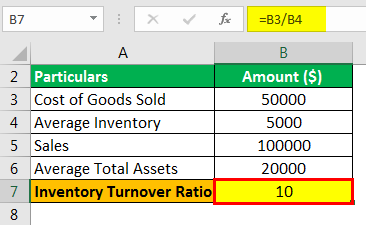 B7 fx =B3/B4
A B
2 Particulars Amount ($)
3 Cost of Goods Sold 50000
4 Average Inventory 5000
5 Sales 100000
6 Average Total Assets 20000
7 Inventory Turnover Ratio 10
8